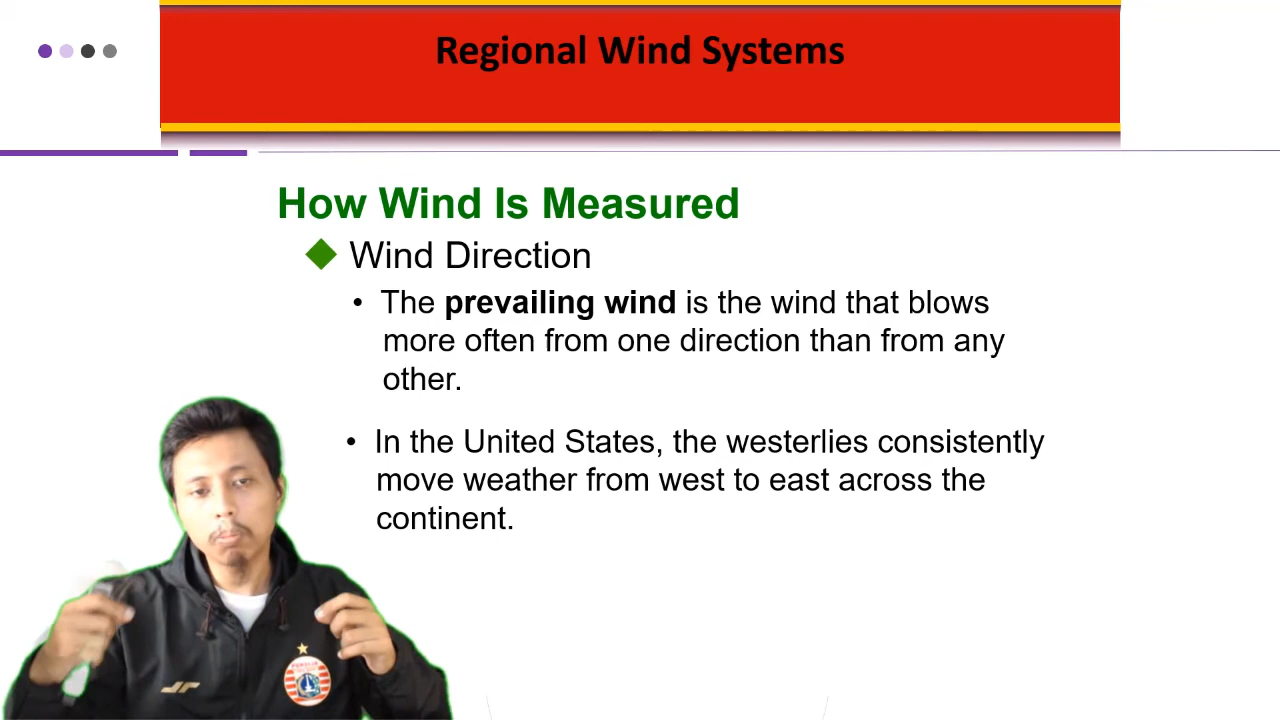 Regional Wind Systems
How Wind Is Measured
Wind Direction
• The prevailing wind is the wind that blows
more often from one direction than from any
other.
• In the United States, the westerlies consistently
move weather from west to east across the
continent.
PERSIJA